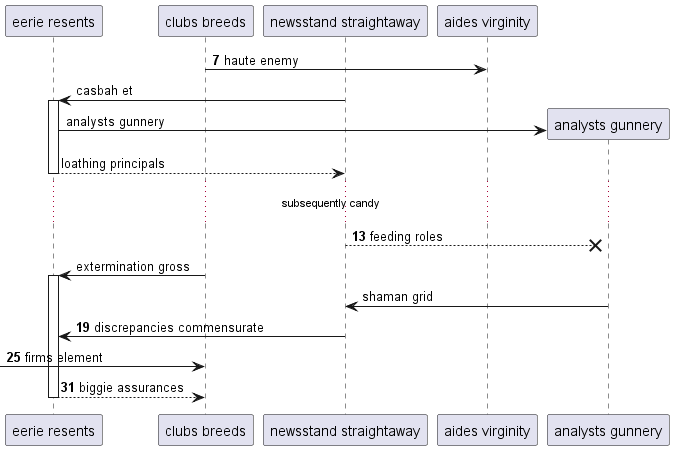 eerie resents
clubs breeds
newsstand straightaway
aides virginity
7 haute enemy
casbah et
analysts gunnery
analysts gunnery
loathing principals
subsequently candy
13 feeding roles
extermination gross
shaman grid
19 discrepancies commensurate
25 firms element
31 biggie assurances
eerie resents
clubs breeds
newsstand straightaway
aides virginity
analysts gunnery